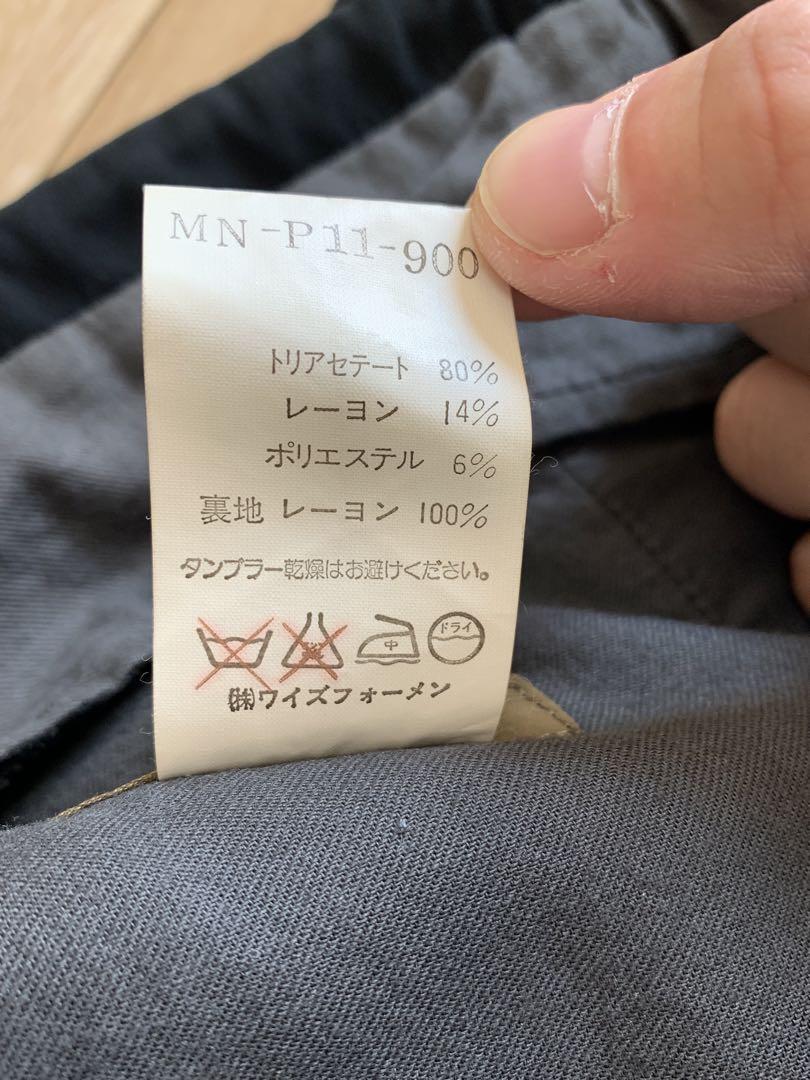 MN-P11-900
トリアセテート 80%
レーヨン 14%
ポリエステル 6%
裏地 レーヨン 100%
タンブラー乾燥はお避けください。
中 ドライ
㈱ワイズフォーメン